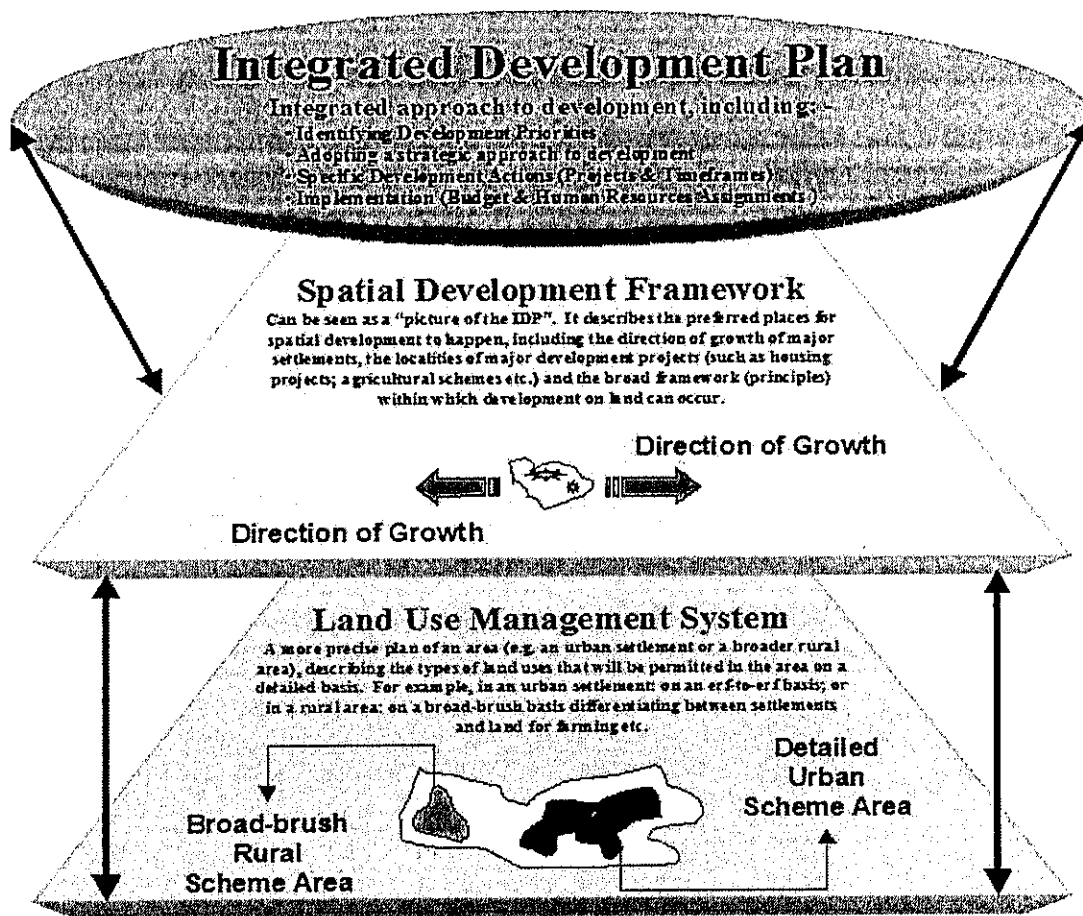 Integrated Development Plan
Integrated approach to development, including: -
• Identifying Development Priorities
• Adopting a strategic approach to development
• Specific Development Actions (Projects & Timeframes)
• Implementation (Budget & Human Resources Assignments )
Spatial Development Framework
Can be seen as a “picture of the IDP”. It describes the preferred places for
spatial development to happen, including the direction of growth of major
settlements, the localities of major development projects (such as housing
projects; agricultural schemes etc.) and the broad framework (principles)
within which development on land can occur.
Direction of Growth
Direction of Growth
Land Use Management System
A more precise plan of an area (e.g. an urban settlement or a broader rural
area), describing the types of land uses that will be permitted in the area on a
detailed basis. For example, in an urban settlement: on an erf-to-erf basis; or
in a rural area: on a broad-brush basis differentiating between settlements
and land for farming etc.
Detailed
Urban
Scheme Area
Broad-brush
Rural
Scheme Area